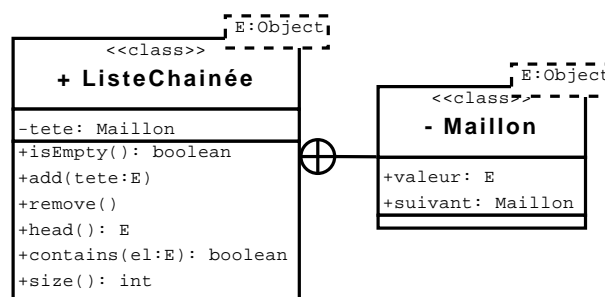 E:Object
<<class>>
+ ListeChainée
-tete: Maillon
+isEmpty(): boolean
+add(tete:E)
+remove()
+head(): E
+contains(el:E): boolean
+size(): int
E:Object
<<class>>
- Maillon
+valeur: E
+suivant: Maillon